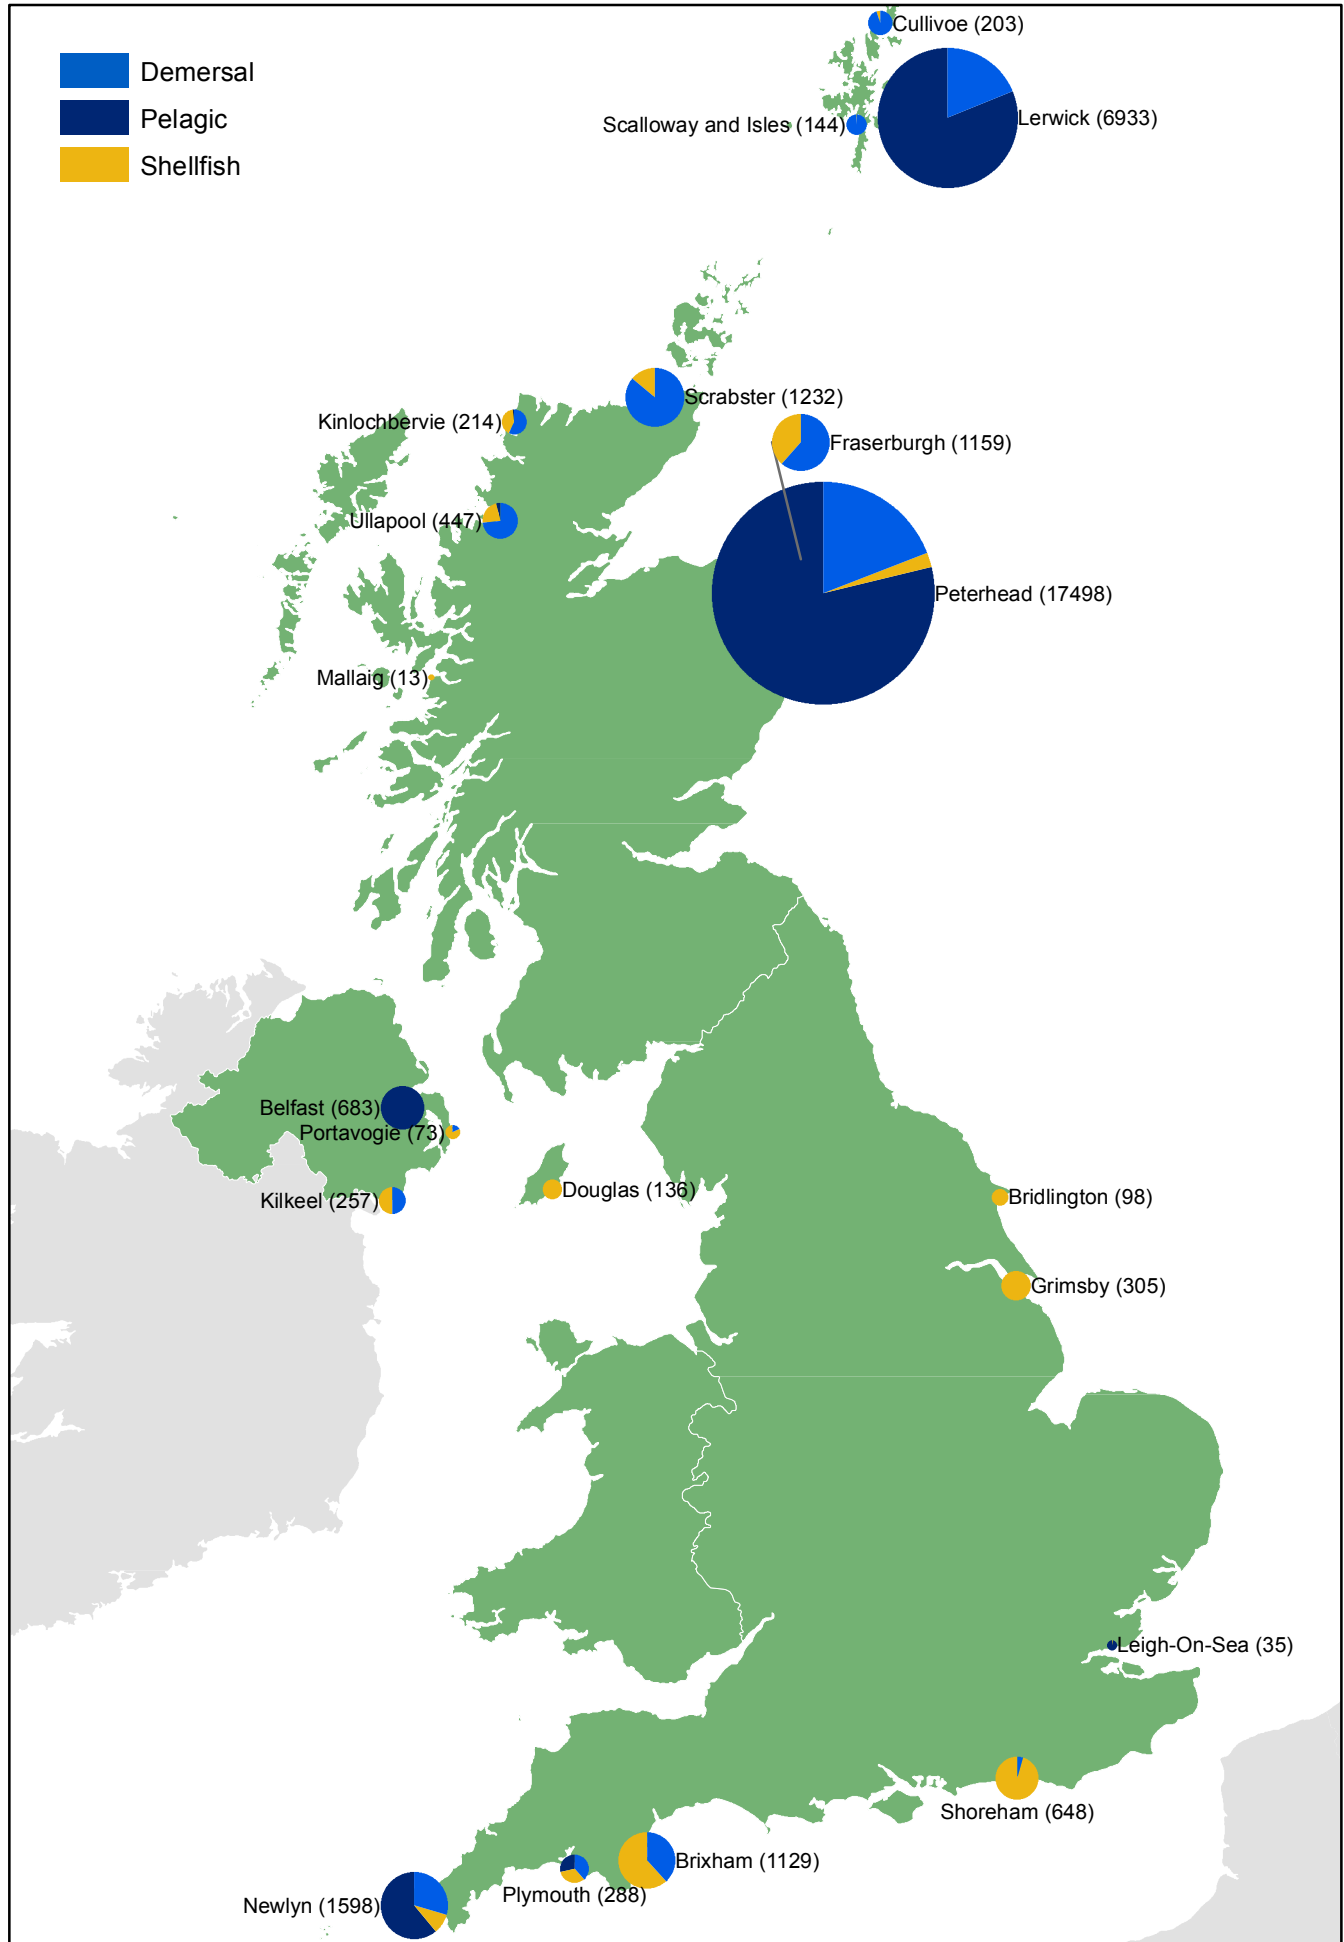 Cullivoe (203)
Demersal
Pelagic
Shellfish
Lerwick (6933)
Scalloway and Isles (144)
Scrabster (1232)
Kinlochbervie (214)
Fraserburgh (1159)
Ullapool (447)
Peterhead (17498)
Mallaig (13)
Belfast (683)
Portavogie (73)
Douglas (136)
Kilkeel (257)
Bridlington (98)
Grimsby (305)
Leigh-On-Sea (35)
Shoreham (648)
Brixham (1129)
Plymouth (288)
Newlyn (1598)